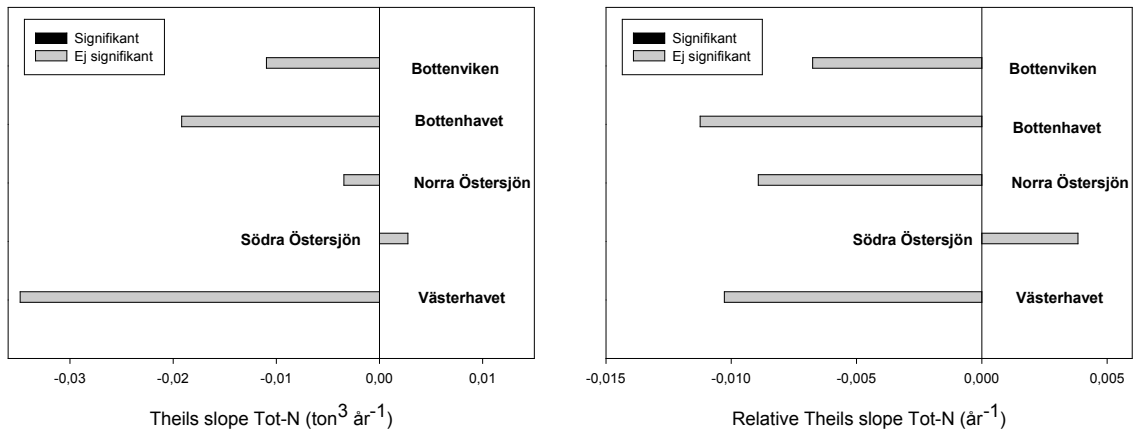 Signifikant
Ej signifikant
Bottenviken
Bottenhavet
Norra Östersjön
Södra Östersjön
Västerhavet
-0,03 -0,02 -0,01 0,00 0,01
Theils slope Tot-N (ton³ år⁻¹)
Signifikant
Ej signifikant
Bottenviken
Bottenhavet
Norra Östersjön
Södra Östersjön
Västerhavet
-0,015 -0,010 -0,005 0,000 0,005
Relative Theils slope Tot-N (år⁻¹)